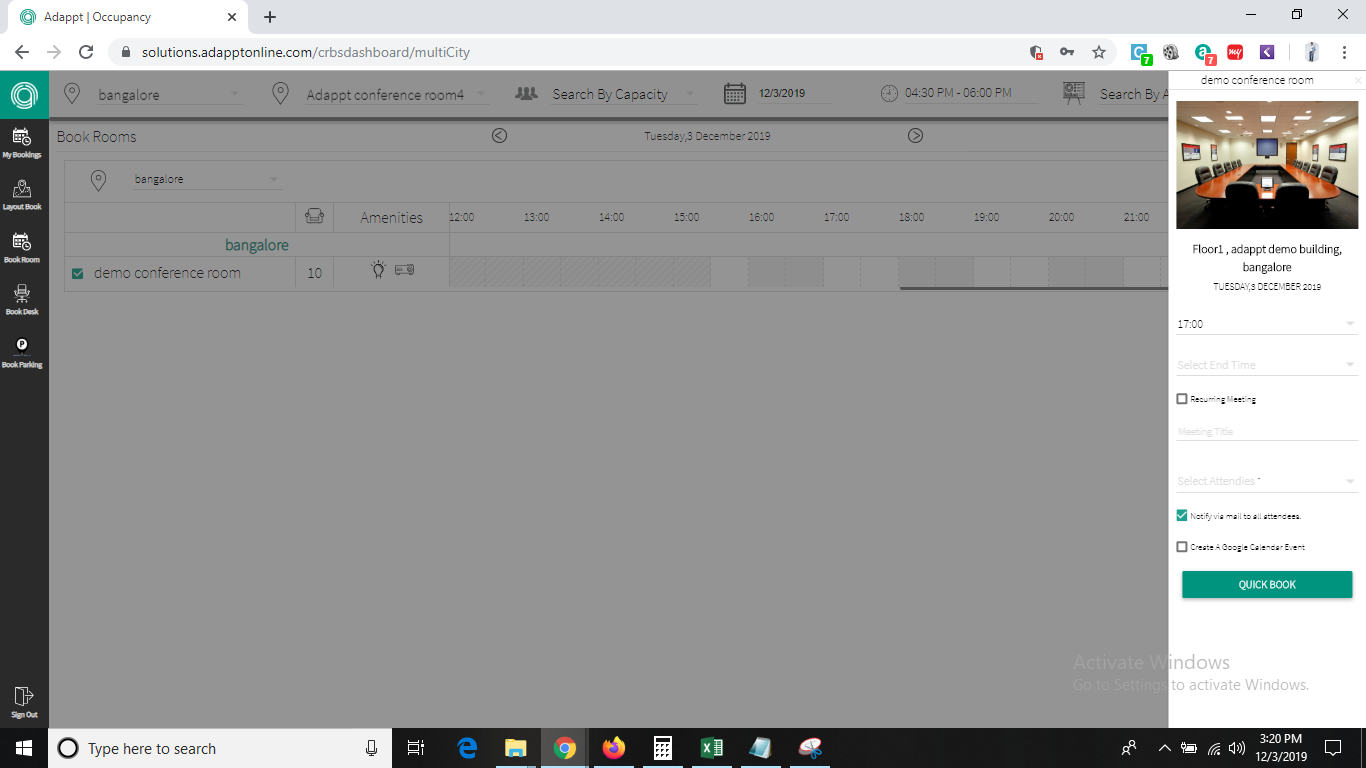 Adappt | Occupancy
solutions.adapptonline.com/crbsdashboard/multiCity
7
7
my
bangalore
Adappt conference room4
Search By Capacity
12/3/2019
04:30 PM - 06:00 PM
Search By A
demo conference room
My Bookings
Layout Book
Book Room
Book Desk
P
Book Parking
Sign Out
Book Rooms
Tuesday,3 December 2019
bangalore
Amenities
12:00 13:00 14:00 15:00 16:00 17:00 18:00 19:00 20:00 21:00
bangalore
demo conference room 10
Floor1 , adappt demo building,
bangalore
TUESDAY,3 DECEMBER 2019
17:00
Select End Time
Recurring Meeting
Meeting Title
Select Attendies *
Notify via mail to all attendees.
Create A Google Calendar Event
QUICK BOOK
Activate Windows
Go to Settings to activate Windows.
Type here to search
3:20 PM
12/3/2019